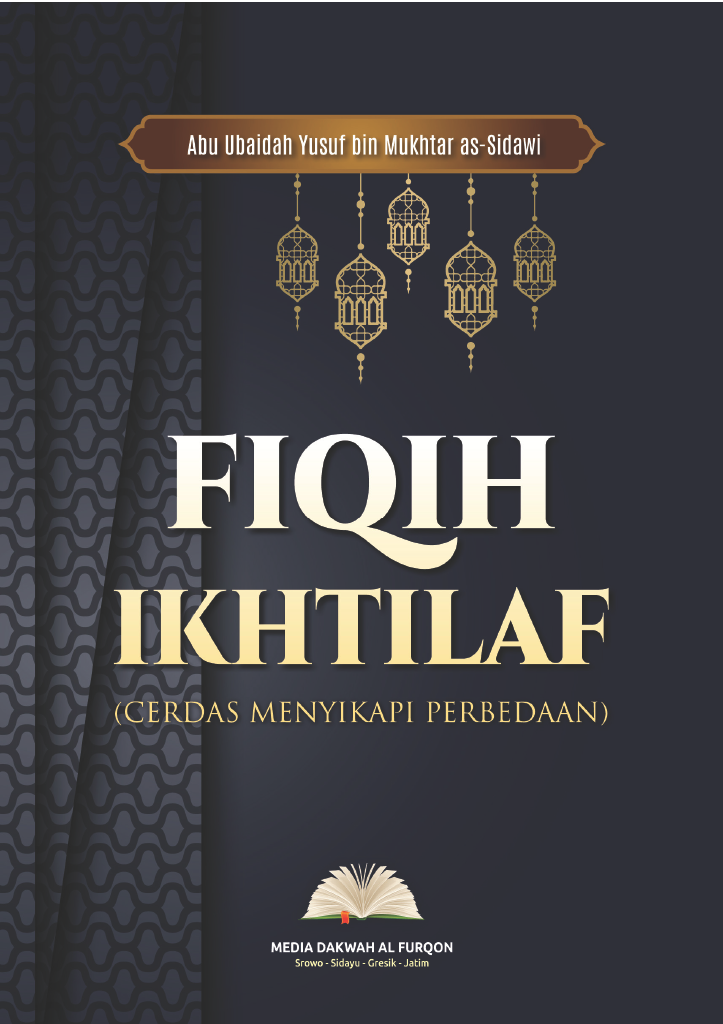 Abu Ubaidah Yusuf bin Mukhtar as-Sidawi
FIQIH
IKHTILAF
(CERDAS MENYIKAPI PERBEDAAN)
MEDIA DAKWAH AL FURQON
Srowo - Sidayu - Gresik - Jatim